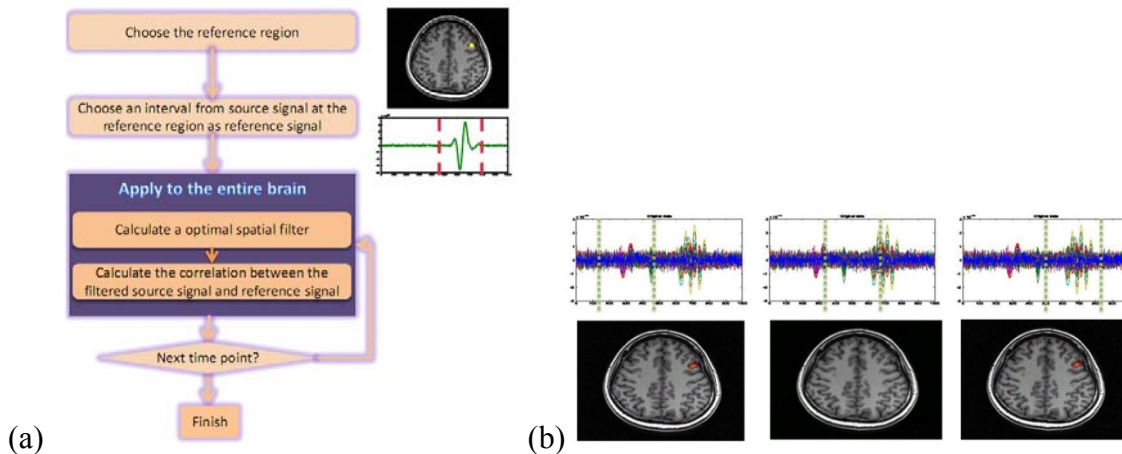 Choose the reference region
Choose an interval from source signal at the
reference region as reference signal
Apply to the entire brain
Calculate a optimal spatial filter
Calculate the correlation between the
filtered source signal and reference signal
Next time point?
Finish
(a)
(b)